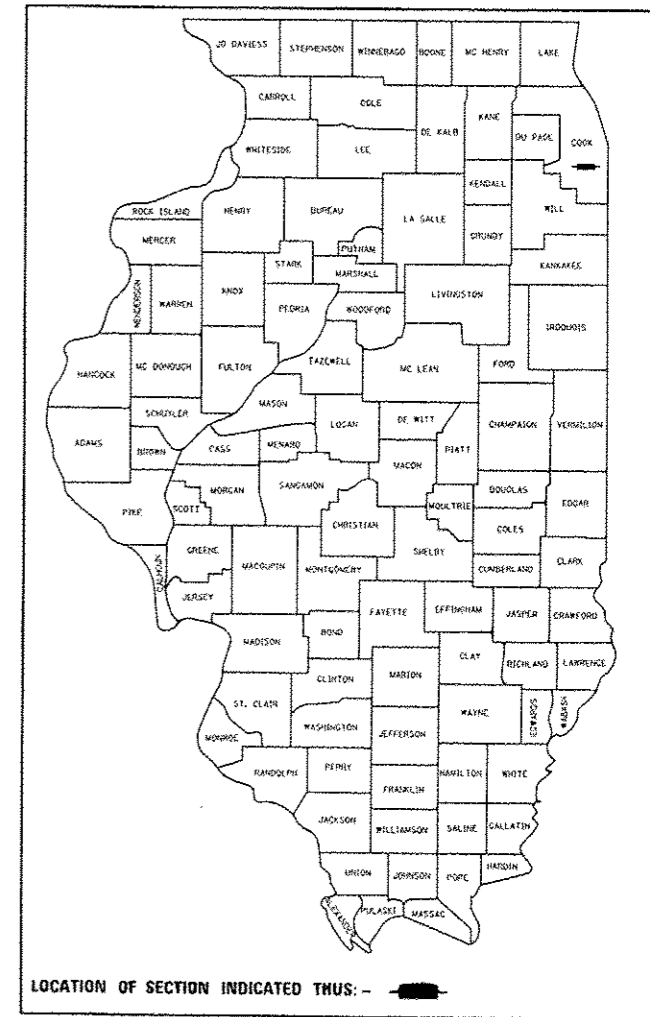 JO DAVIESS STEPHENSON WINNEBAGO BOONE MC HENRY LAKE
CARROLL OGLE DE KALB KANE DU PAGE COOK
WHITESIDE LEE KENDALL WILL
ROCK ISLAND HENRY BUREAU LA SALLE GRUNDY
MERCER PUTNAM KANKAKEE
STARK MARSHALL
HENDERSON WARREN KNOX PEORIA WOODFORD LIVINGSTON IROQUOIS
HANCOCK MC DONOUGH FULTON TAZEWELL MC LEAN FORD
SCHUYLER MASON LOGAN DE WITT CHAMPAIGN VERMILION
ADAMS BROWN CASS MENARD PIATT
MORGAN SANGAMON MACON DOUGLAS EDGAR
PIKE SCOTT CHRISTIAN MOULTRIE COLES
CALHOUN GREENE MACOUPIN MONTGOMERY SHELBY CUMBERLAND CLARK
JERSEY FAYETTE EFFINGHAM JASPER CRAWFORD
MADISON BOND CLAY RICHLAND LAWRENCE
CLINTON MARION
ST. CLAIR WAYNE EDWARDS WABASH
MONROE WASHINGTON JEFFERSON
RANDOLPH PERRY FRANKLIN HAMILTON WHITE
JACKSON WILLIAMSON SALINE GALLATIN
UNION JOHNSON POPE HARDIN
ALEXANDER PULASKI MASSAC
LOCATION OF SECTION INDICATED THUS: -